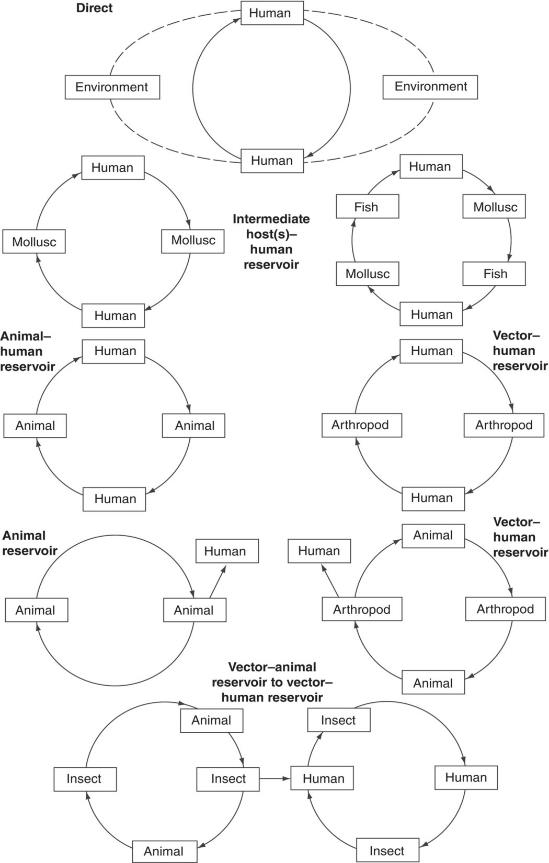 Direct
Human
Environment
Environment
Human
Human
Mollusc
Mollusc
Human
Intermediate
host(s)–
human
reservoir
Human
Fish
Mollusc
Mollusc
Fish
Human
Animal–
human
reservoir
Human
Animal
Animal
Human
Vector–
human
reservoir
Human
Arthropod
Arthropod
Human
Animal
reservoir
Human
Animal
Animal
Vector–
human
reservoir
Human
Animal
Arthropod
Arthropod
Animal
Vector–animal
reservoir to vector–
human reservoir
Animal
Insect
Insect
Animal
Insect
Human
Human
Insect